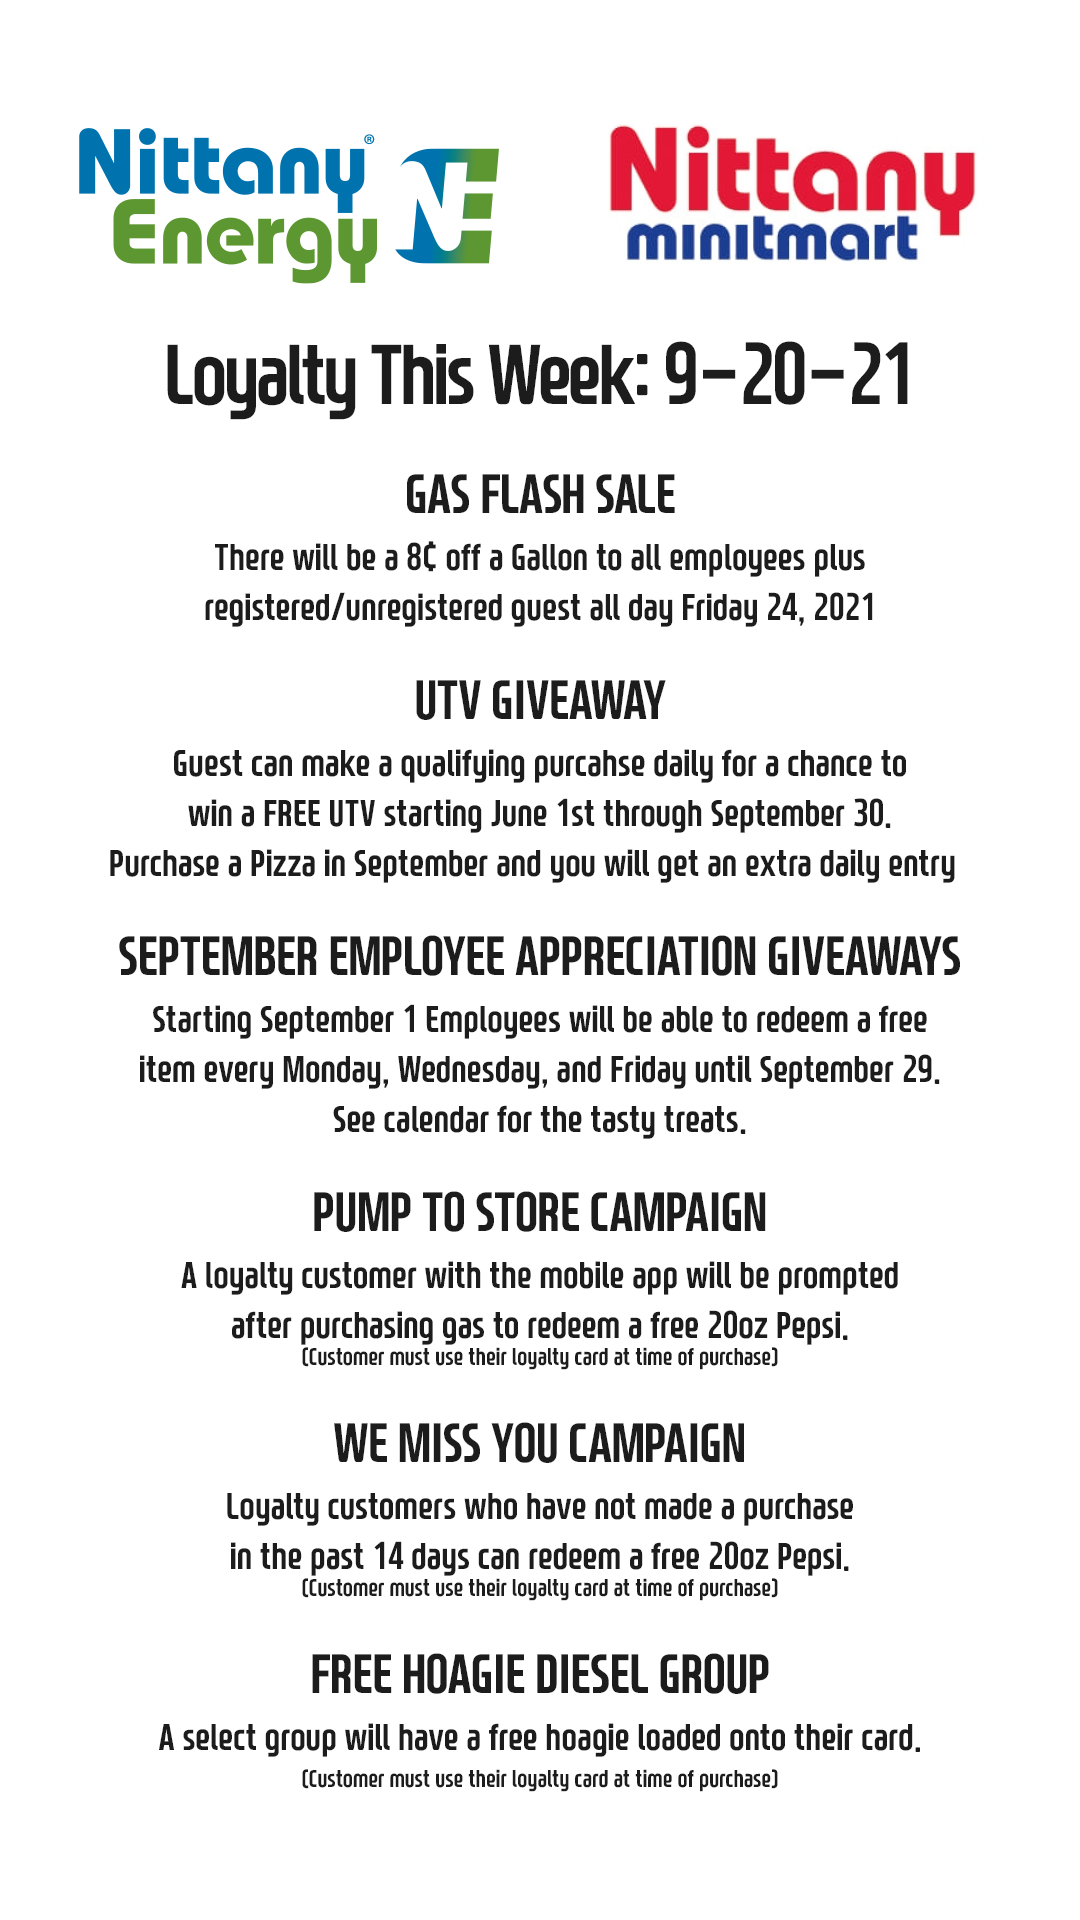 Nittany®
Energy
NE
Nittany
minitmart
Loyalty This Week: 9-20-21
GAS FLASH SALE
There will be a 8¢ off a Gallon to all employees plus
registered/unregistered guest all day Friday 24, 2021
UTV GIVEAWAY
Guest can make a qualifying purcahse daily for a chance to
win a FREE UTV starting June 1st through September 30.
Purchase a Pizza in September and you will get an extra daily entry
SEPTEMBER EMPLOYEE APPRECIATION GIVEAWAYS
Starting September 1 Employees will be able to redeem a free
item every Monday, Wednesday, and Friday until September 29.
See calendar for the tasty treats.
PUMP TO STORE CAMPAIGN
A loyalty customer with the mobile app will be prompted
after purchasing gas to redeem a free 20oz Pepsi.
(Customer must use their loyalty card at time of purchase)
WE MISS YOU CAMPAIGN
Loyalty customers who have not made a purchase
in the past 14 days can redeem a free 20oz Pepsi.
(Customer must use their loyalty card at time of purchase)
FREE HOAGIE DIESEL GROUP
A select group will have a free hoagie loaded onto their card.
(Customer must use their loyalty card at time of purchase)